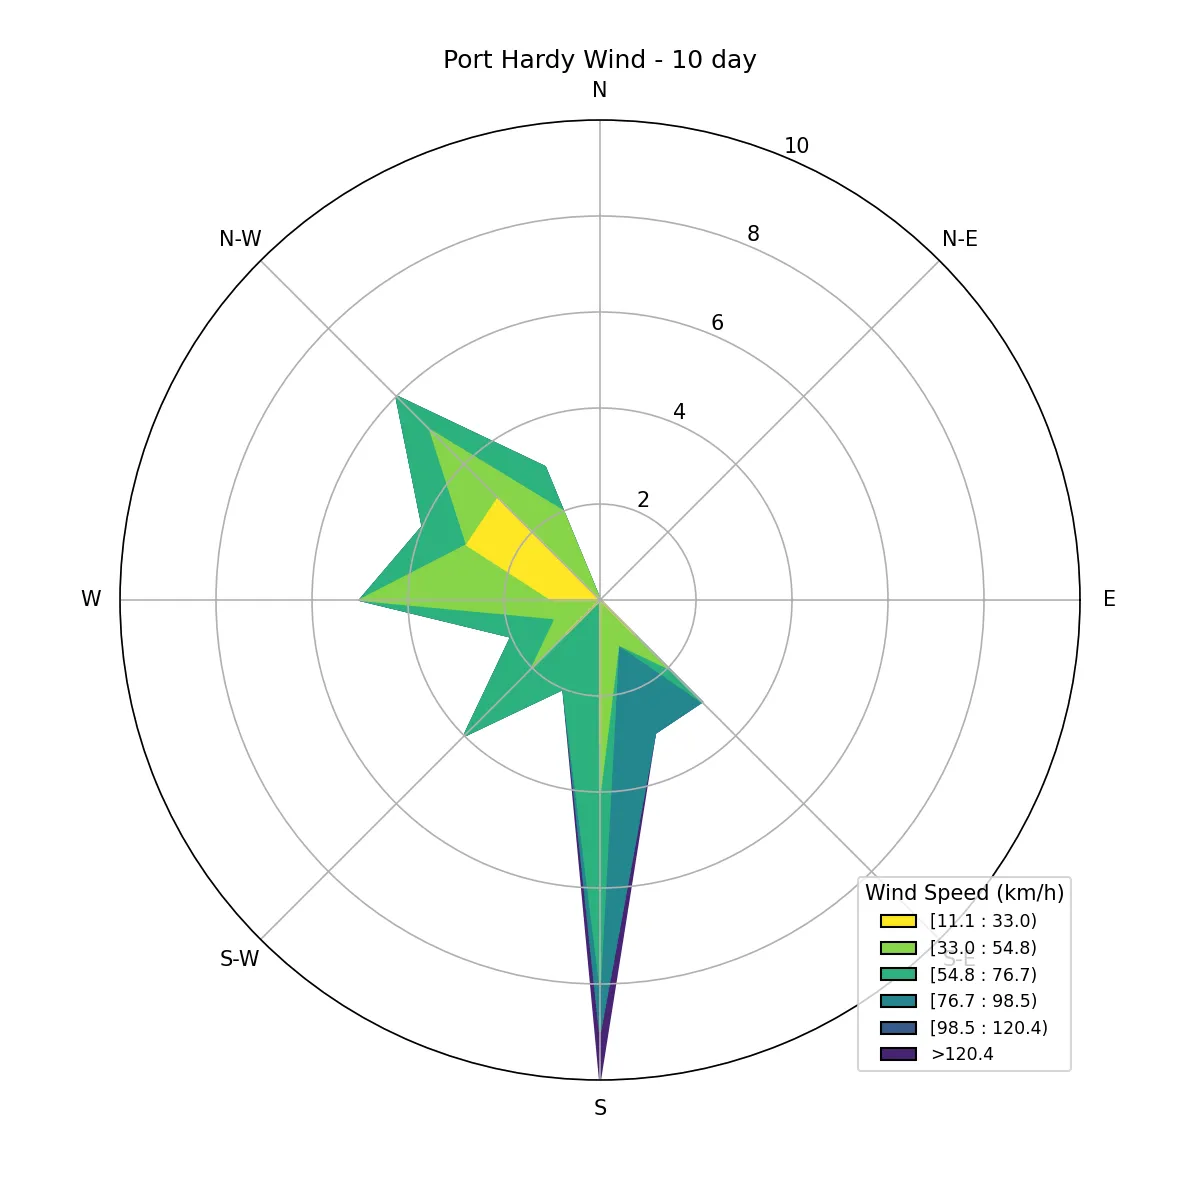 Port Hardy Wind - 10 day
N
10
N-W
N-E
8
6
4
2
W
E
Wind Speed (km/h)
[11.1 : 33.0)
[33.0 : 54.8)
S-W
S-E
[54.8 : 76.7)
[76.7 : 98.5)
[98.5 : 120.4)
>120.4
S